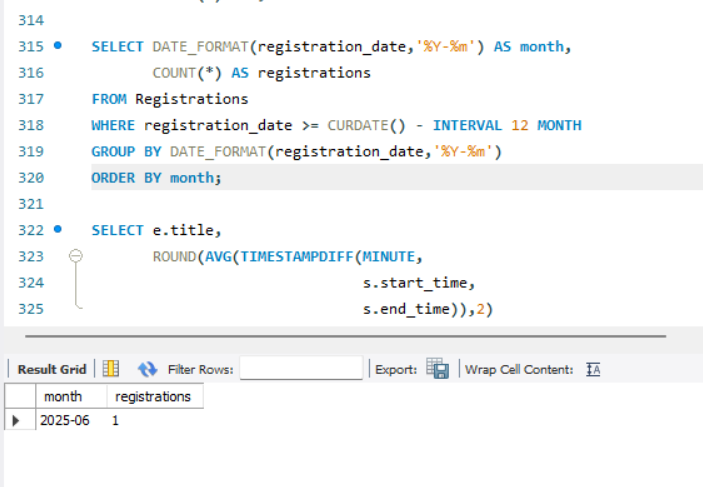 314
315 SELECT DATE_FORMAT(registration_date,'%Y-%m') AS month,
316 COUNT(*) AS registrations
317 FROM Registrations
318 WHERE registration_date >= CURDATE() - INTERVAL 12 MONTH
319 GROUP BY DATE_FORMAT(registration_date,'%Y-%m')
320 ORDER BY month;
321
322 SELECT e.title,
323 ROUND(AVG(TIMESTAMPDIFF(MINUTE,
324 s.start_time,
325 s.end_time)),2)
Result Grid Filter Rows: Export: Wrap Cell Content: IA
month registrations
2025-06 1